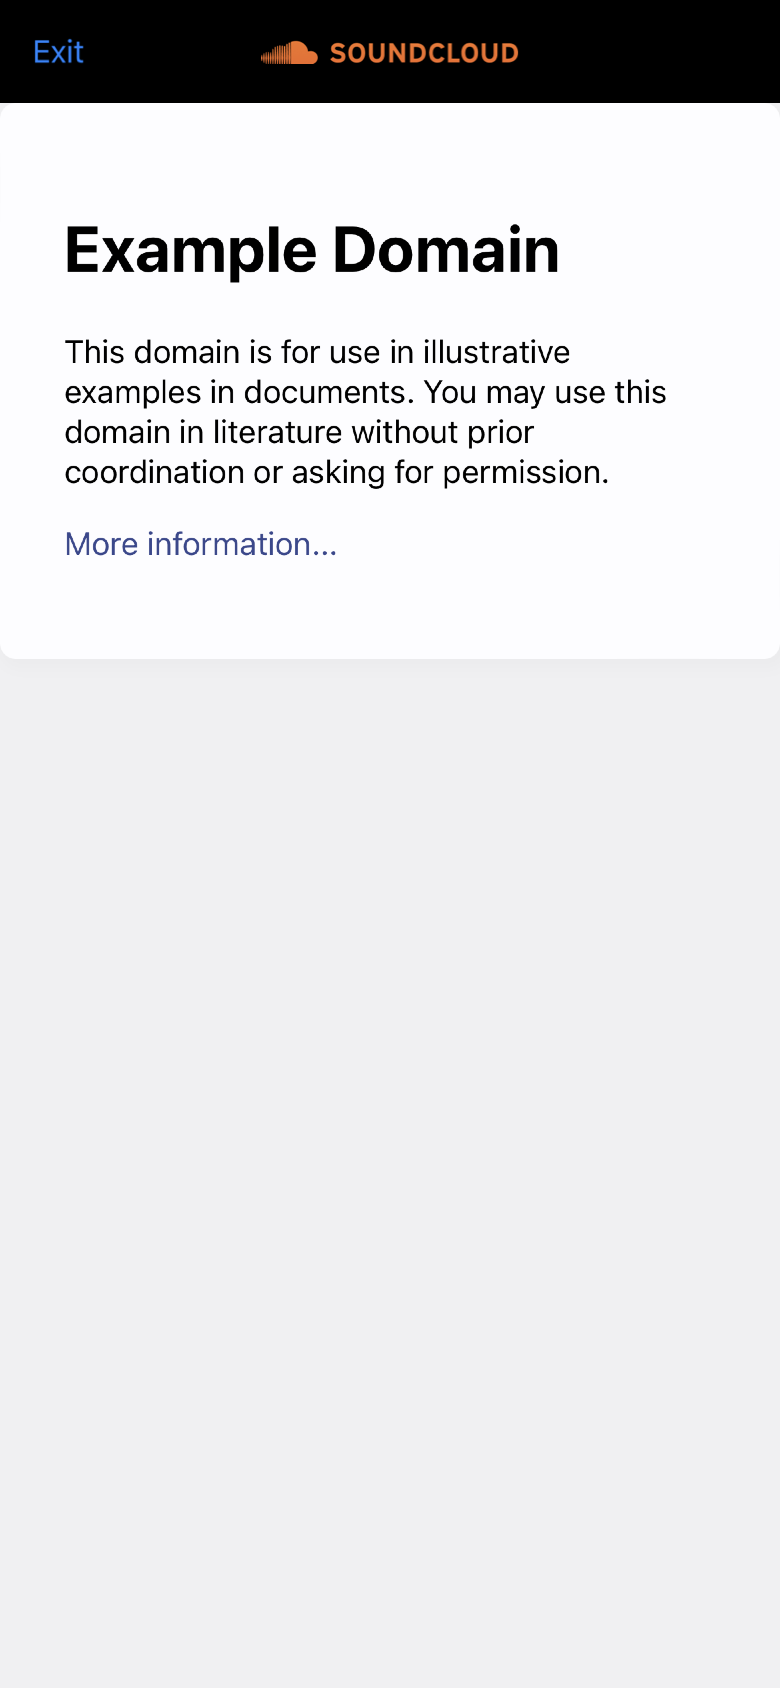 Exit
SOUNDCLOUD
Example Domain
This domain is for use in illustrative
examples in documents. You may use this
domain in literature without prior
coordination or asking for permission.
More information...